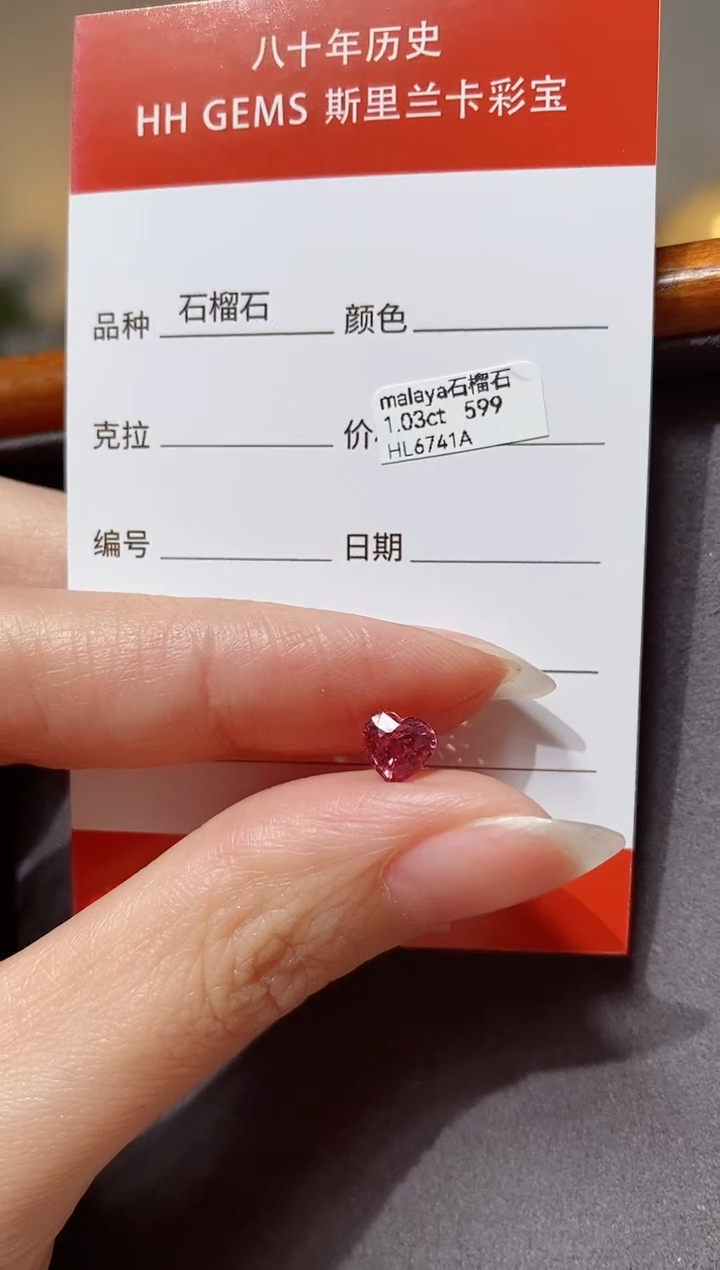 八十年历史
HH GEMS 斯里兰卡彩宝
品种 石榴石 颜色
malaya石榴石
1.03ct 599
HL6741A
克拉 价
编号 日期